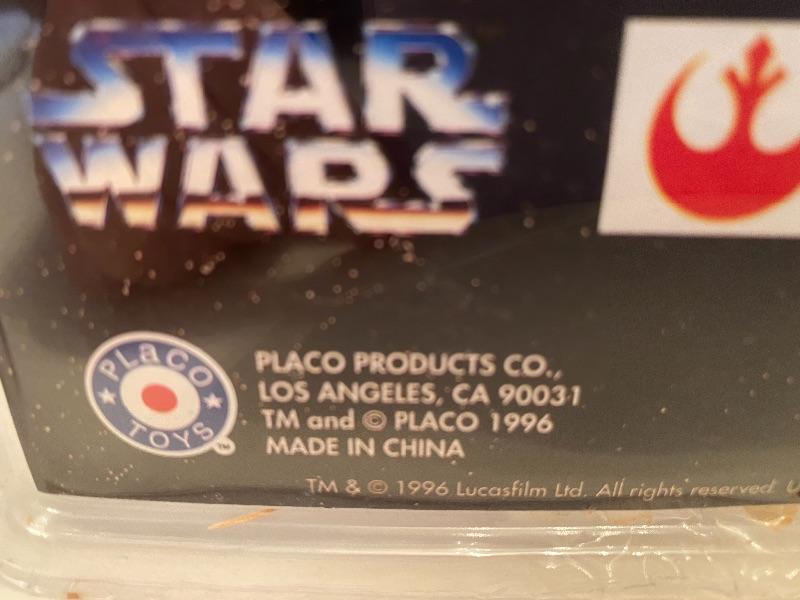 STAR
WARS
PLACO
TOYS
TM
PLACO PRODUCTS CO.,
LOS ANGELES, CA 90031
TM and © PLACO 1996
MADE IN CHINA
TM & © 1996 Lucasfilm Ltd. All rights reserved